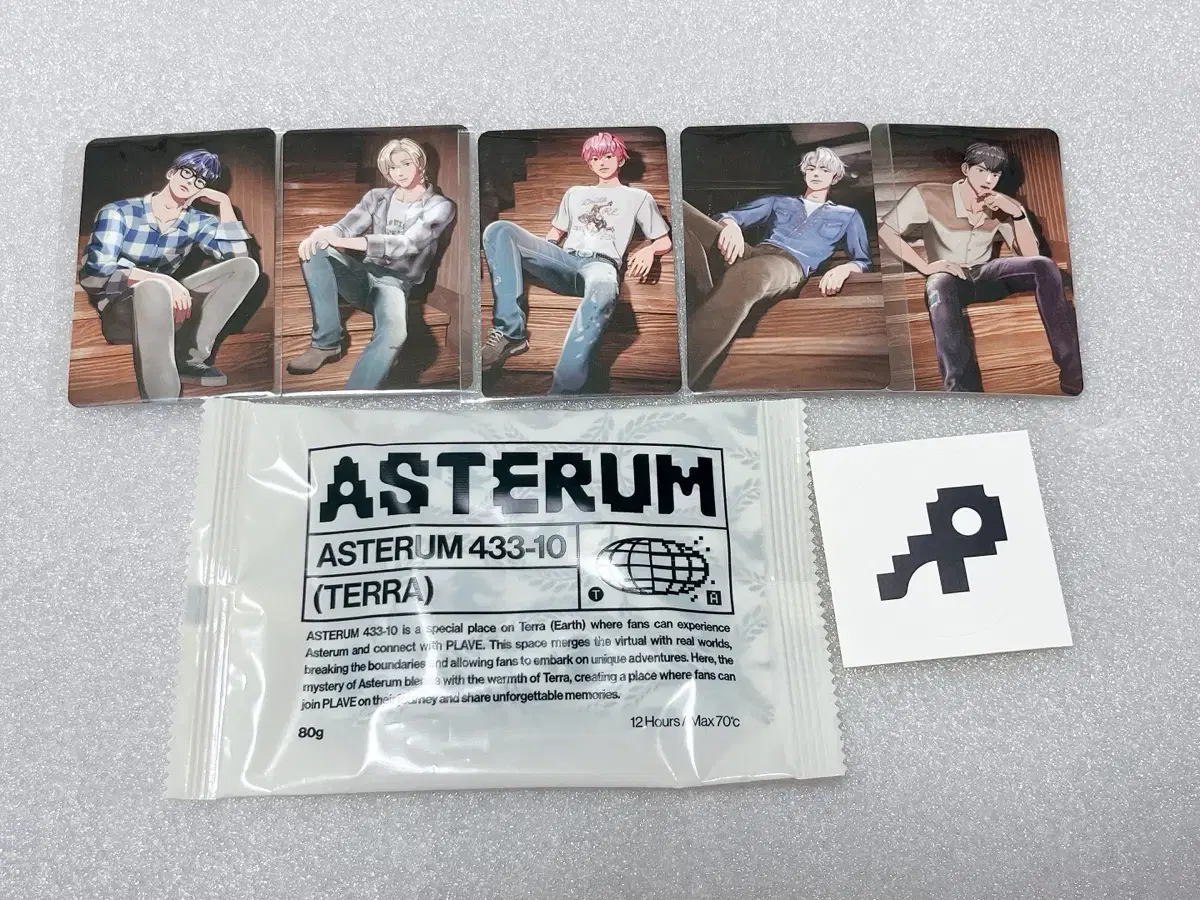 ASTERUM
ASTERUM 433-10
(TERRA)
T A
ASTERUM 433-10 is a special place on Terra (Earth) where fans can experience
Asterum and connect with PLAVE. This space merges the virtual with real worlds,
breaking the boundaries and allowing fans to embark on uniique adventures. Here, the
mystery of Asterum blends with the warmth of Terra, creating a place where fans can
join PLAVE on their journey and share unforgettable memories.
80g
12 Hours / Max 70°c